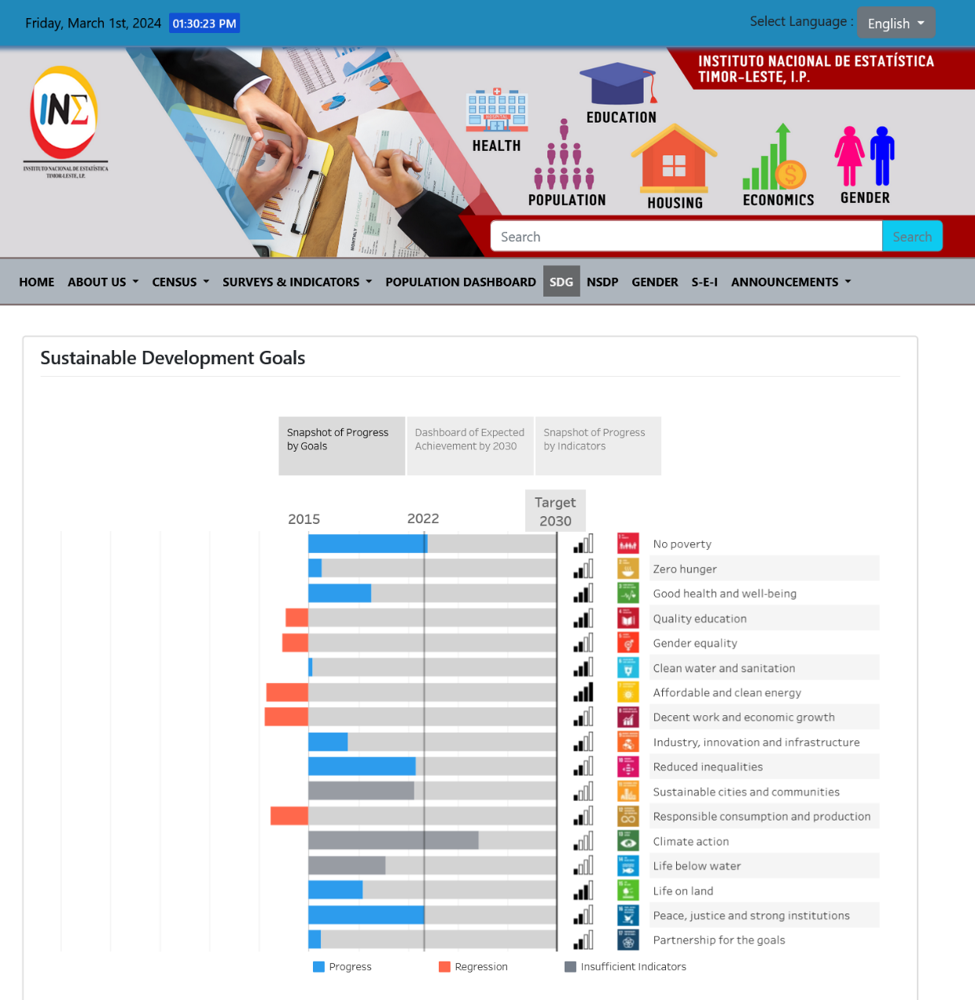 Friday, March 1st, 2024 01:30:23 PM
Select Language : English
INSTITUTO NACIONAL DE ESTATÍSTICA
TIMOR-LESTE, I.P.
INΣ
INSTITUTO NACIONAL DE ESTATÍSTICA
TIMOR-LESTE, I.P.
HOSPITAL
HEALTH
EDUCATION
POPULATION
HOUSING
ECONOMICS
GENDER
MONTHLY
Search Search
HOME ABOUT US CENSUS SURVEYS & INDICATORS POPULATION DASHBOARD SDG NSDP GENDER S-E-I ANNOUNCEMENTS
Sustainable Development Goals
Snapshot of Progress
by Goals
Dashboard of Expected
Achievement by 2030
Snapshot of Progress
by Indicators
2015 2022 Target
2030
No poverty
Zero hunger
Good health and well-being
Quality education
Gender equality
Clean water and sanitation
Affordable and clean energy
Decent work and economic growth
Industry, innovation and infrastructure
Reduced inequalities
Sustainable cities and communities
Responsible consumption and production
Climate action
Life below water
Life on land
Peace, justice and strong institutions
Partnership for the goals
Progress Regression Insufficient Indicators